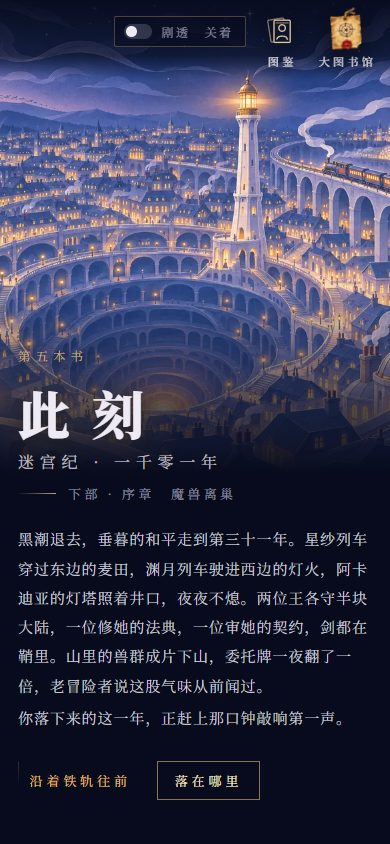 剧透 关着
图鉴
大图书馆
第五本书
此刻
迷宫纪 · 一千零一年
下部 · 序章 魔兽离巢
黑潮退去，垂暮的和平走到第三十一年。星纱列车
穿过东边的麦田，渊月列车驶进西边的灯火，阿卡
迪亚的灯塔照着井口，夜夜不熄。两位王各守半块
大陆，一位修她的法典，一位审她的契约，剑都在
鞘里。山里的兽群成片下山，委托牌一夜翻了一
倍，老冒险者说这股气味从前闻过。
你落下来的这一年，正赶上那口钟敲响第一声。
沿着铁轨往前
落在哪里